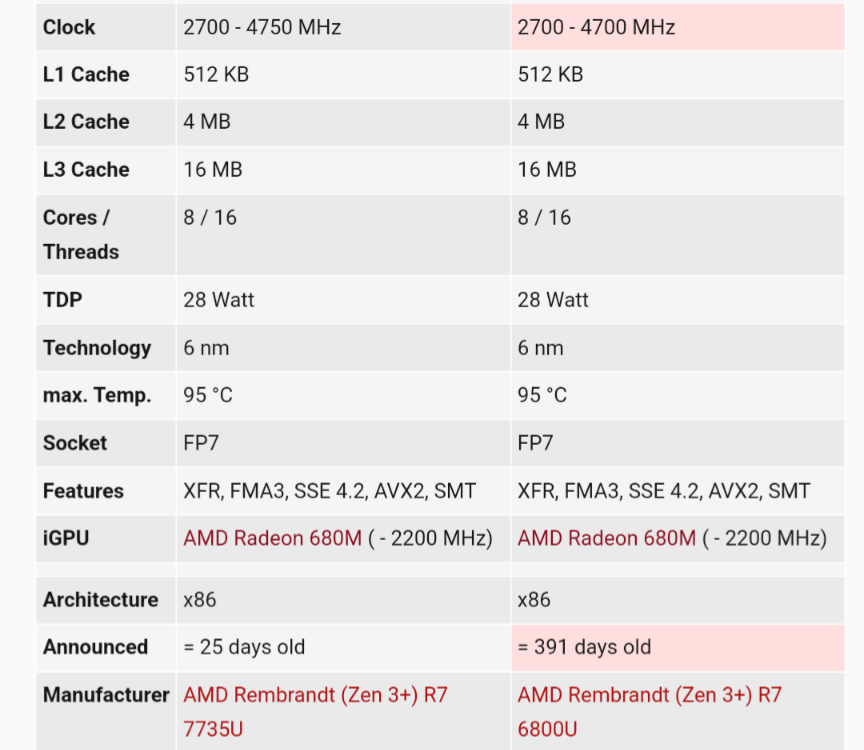 Clock 2700 - 4750 MHz 2700 - 4700 MHz
L1 Cache 512 KB 512 KB
L2 Cache 4 MB 4 MB
L3 Cache 16 MB 16 MB
Cores / 8 / 16 8 / 16
Threads
TDP 28 Watt 28 Watt
Technology 6 nm 6 nm
max. Temp. 95 °C 95 °C
Socket FP7 FP7
Features XFR, FMA3, SSE 4.2, AVX2, SMT XFR, FMA3, SSE 4.2, AVX2, SMT
iGPU AMD Radeon 680M ( - 2200 MHz) AMD Radeon 680M ( - 2200 MHz)
Architecture x86 x86
Announced = 25 days old = 391 days old
Manufacturer AMD Rembrandt (Zen 3+) R7 AMD Rembrandt (Zen 3+) R7
7735U 6800U